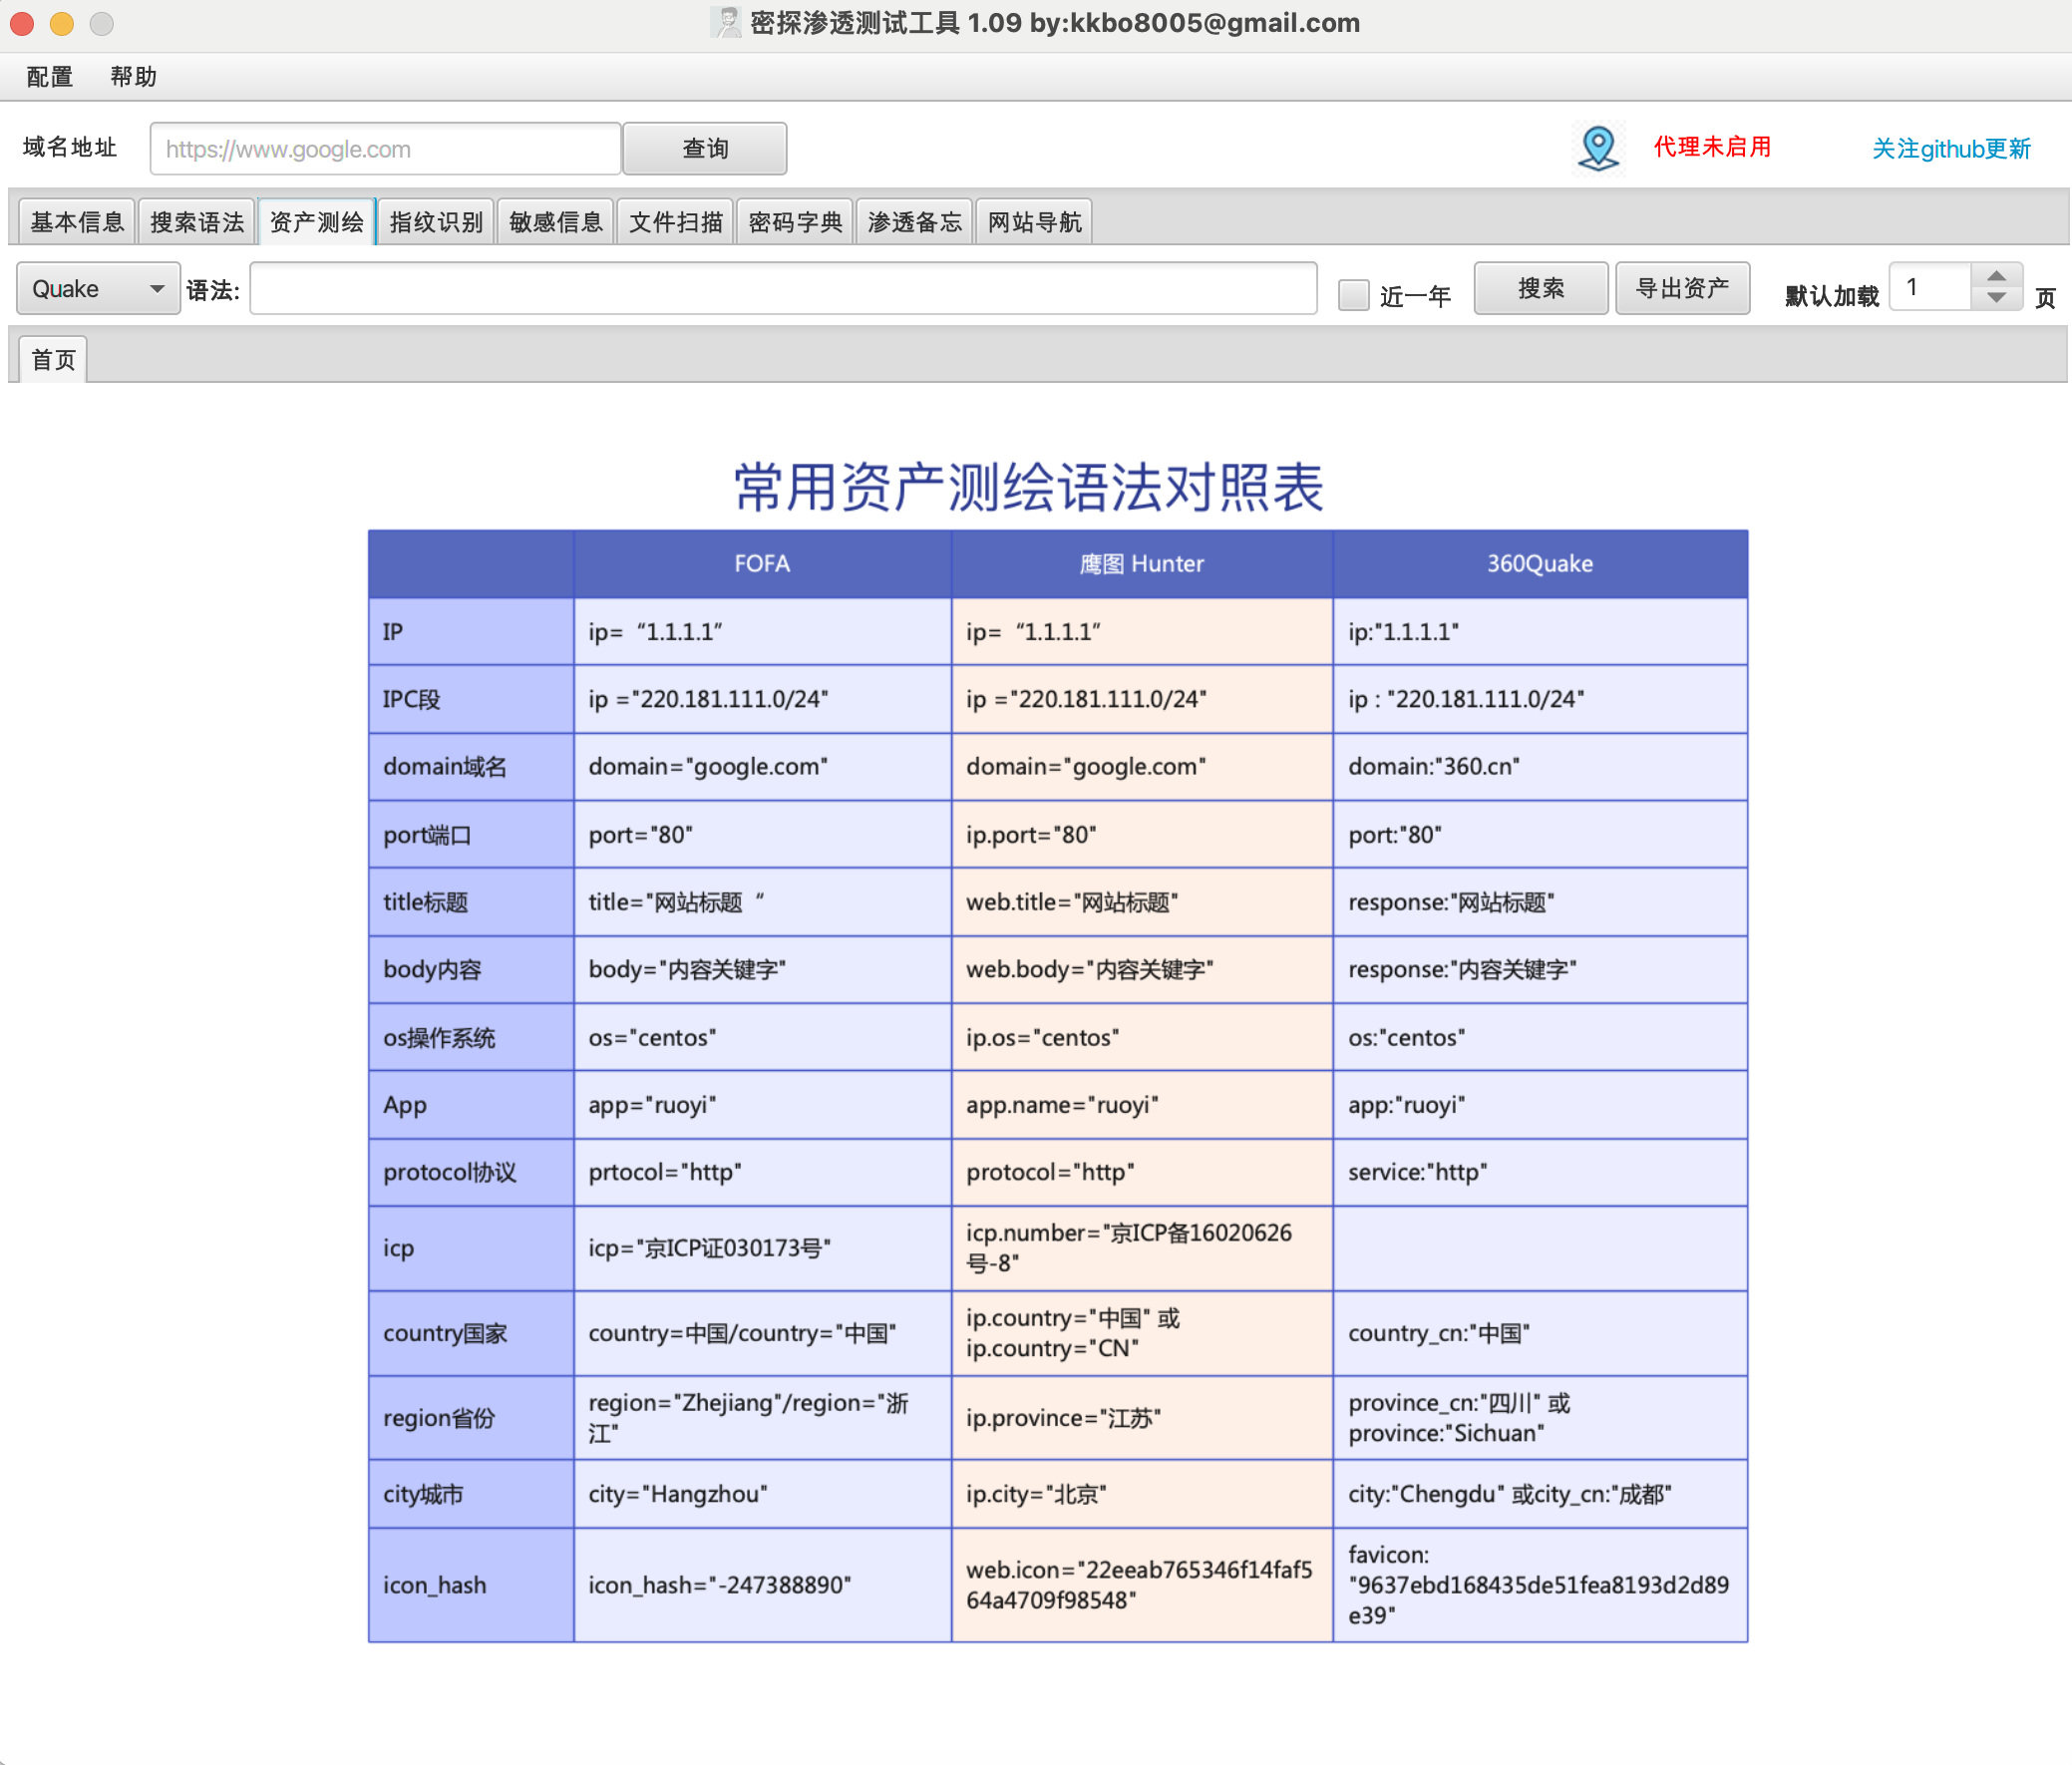 密探渗透测试工具 1.09 by:kkbo8005@gmail.com
配置 帮助
域名地址 https://www.google.com 查询 代理未启用 关注github更新
基本信息 搜索语法 资产测绘 指纹识别 敏感信息 文件扫描 密码字典 渗透备忘 网站导航
Quake 语法: 近一年 搜索 导出资产 默认加载 1 页
首页
常用资产测绘语法对照表
FOFA 鹰图 Hunter 360Quake
IP ip=“1.1.1.1” ip=“1.1.1.1” ip:"1.1.1.1"
IPC段 ip ="220.181.111.0/24" ip ="220.181.111.0/24" ip : "220.181.111.0/24"
domain域名 domain="google.com" domain="google.com" domain:"360.cn"
port端口 port="80" ip.port="80" port:"80"
title标题 title="网站标题“ web.title="网站标题" response:"网站标题"
body内容 body="内容关键字" web.body="内容关键字" response:"内容关键字"
os操作系统 os="centos" ip.os="centos" os:"centos"
App app="ruoyi" app.name="ruoyi" app:"ruoyi"
protocol协议 prtocol="http" protocol="http" service:"http"
icp icp="京ICP证030173号" icp.number="京ICP备16020626
号-8"
country国家 country=中国/country="中国" ip.country="中国" 或
ip.country="CN" country_cn:"中国"
region省份 region="Zhejiang"/region="浙
江" ip.province="江苏" province_cn:"四川" 或
province:"Sichuan"
city城市 city="Hangzhou" ip.city="北京" city:"Chengdu" 或city_cn:"成都"
icon_hash icon_hash="-247388890" web.icon="22eeab765346f14faf5
64a4709f98548" favicon:
"9637ebd168435de51fea8193d2d89
e39"